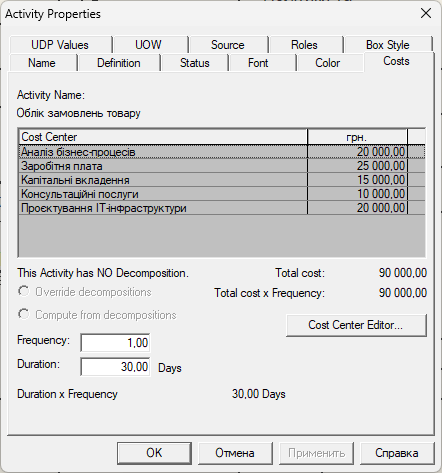 Activity Properties
UDP Values UOW Source Roles Box Style
Name Definition Status Font Color Costs
Activity Name:
Облік замовлень товару
Cost Center грн.
Аналіз бізнес-процесів 20 000,00
Заробітня плата 25 000,00
Капітальні вкладення 15 000,00
Консультаційні послуги 10 000,00
Проєктування ІТ-інфраструктури 20 000,00
This Activity has NO Decomposition. Total cost: 90 000,00
Override decompositions Total cost x Frequency: 90 000,00
Compute from decompositions
Cost Center Editor...
Frequency: 1,00
Duration: 30,00 Days
Duration x Frequency 30,00 Days
OK Отмена Применить Справка